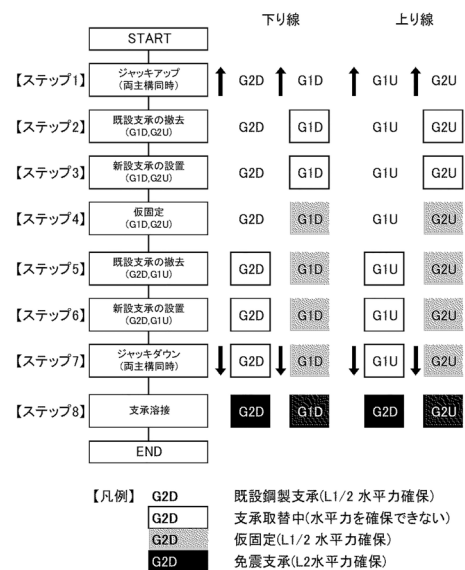 下り線 上り線
START
【ステップ1】 ジャッキアップ G2D G1D G1U G2U
(両主構同時)
【ステップ2】 既設支承の撤去 G2D G1D G1U G2U
(G1D,G2U)
【ステップ3】 新設支承の設置 G2D G1D G1U G2U
(G1D,G2U)
【ステップ4】 仮固定 G2D G1D G1U G2U
(G1D,G2U)
【ステップ5】 既設支承の撤去 G2D G1D G1U G2U
(G2D,G1U)
【ステップ6】 新設支承の設置 G2D G1D G1U G2U
(G2D,G1U)
【ステップ7】 ジャッキダウン G2D G1D G1U G2U
(両主構同時)
【ステップ8】 支承溶接 G2D G1D G2D G2U
END
【凡例】 G2D 既設鋼製支承(L1/2 水平力確保)
G2D 支承取替中(水平力を確保できない)
G2D 仮固定(L1/2 水平力確保)
G2D 免震支承(L2水平力確保)